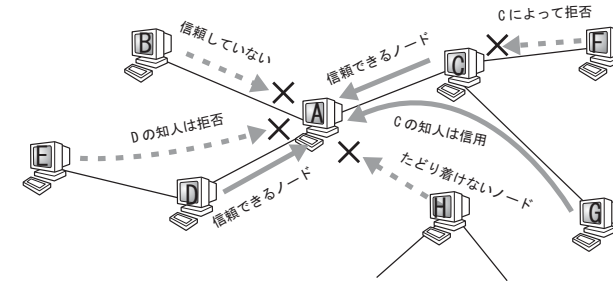 Cによって拒否
B
信頼していない
信頼できるノード
C
F
A
Dの知人は拒否
Cの知人は信用
E
たどり着けないノード
D
信頼できるノード
H
G